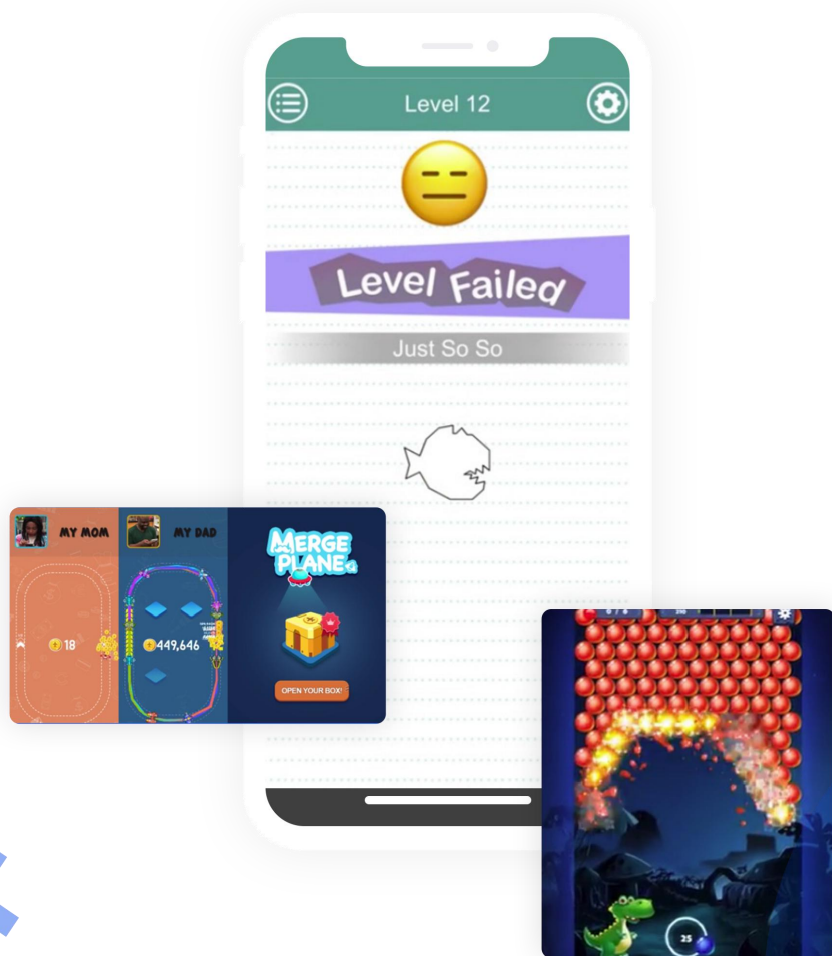 Level 12
Level Failed
Just So So
MY MOM
MY DAD
18
449,646
MERGE
PLANE
OPEN YOUR BOX!
25